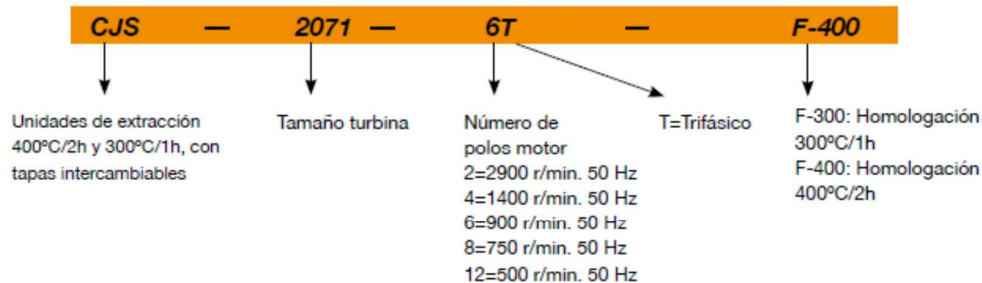 CJS — 2071 — 6T — F-400
Unidades de extracción
400ºC/2h y 300ºC/1h, con
tapas intercambiables
Tamaño turbina
Número de
polos motor
2=2900 r/min. 50 Hz
4=1400 r/min. 50 Hz
6=900 r/min. 50 Hz
8=750 r/min. 50 Hz
12=500 r/min. 50 Hz
T=Trifásico
F-300: Homologación
300ºC/1h
F-400: Homologación
400ºC/2h